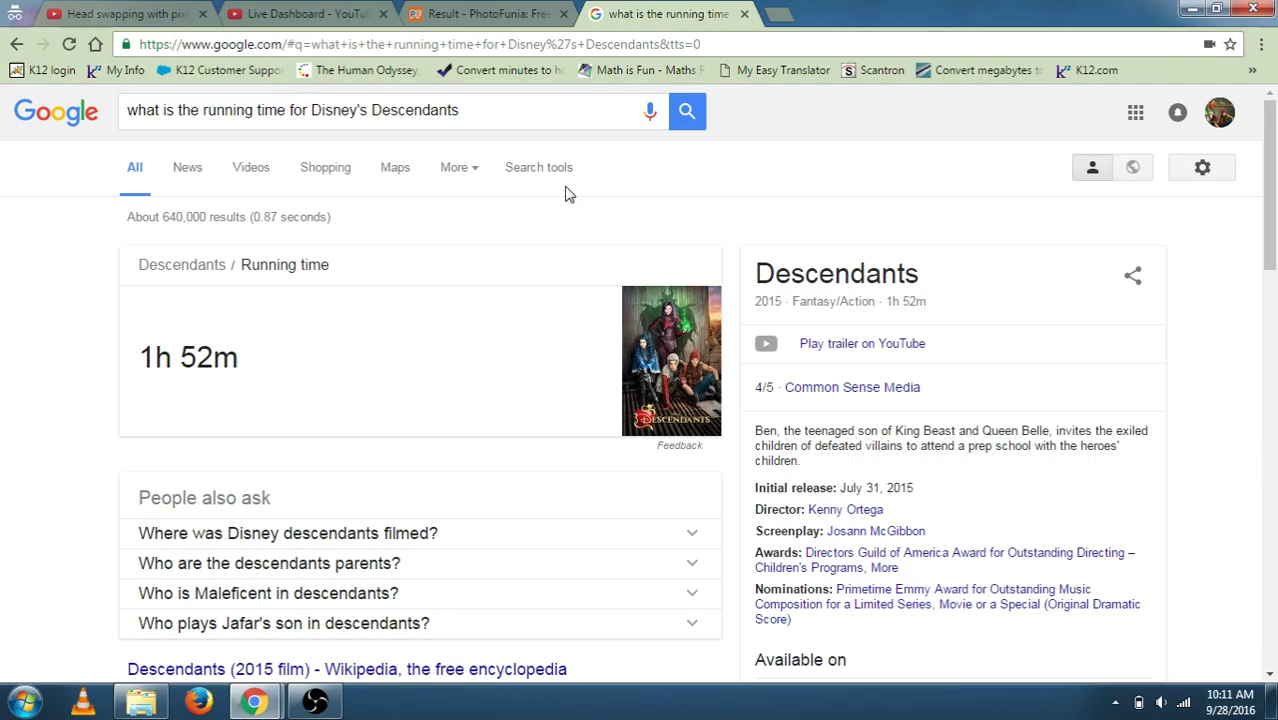 Head swapping with pix
Live Dashboard - YouTu
Result - PhotoFunia: Free
what is the running time
https://www.google.com/#q=what+is+the+running+time+for+Disney%27s+Descendants&tts=0
K12 login
My Info
K12 Customer Suppo
The Human Odyssey,
Convert minutes to ho
Math is Fun - Maths R
My Easy Translator
Scantron
Convert megabytes to
K12.com
Google
what is the running time for Disney's Descendants
All
News
Videos
Shopping
Maps
More
Search tools
About 640,000 results (0.87 seconds)
Descendants / Running time
1h 52m
DESCENDANTS
Feedback
People also ask
Where was Disney descendants filmed?
Who are the descendants parents?
Who is Maleficent in descendants?
Who plays Jafar's son in descendants?
Descendants (2015 film) - Wikipedia, the free encyclopedia
Descendants
2015 · Fantasy/Action · 1h 52m
Play trailer on YouTube
4/5 · Common Sense Media
Ben, the teenaged son of King Beast and Queen Belle, invites the exiled
children of defeated villains to attend a prep school with the heroes'
children.
Initial release: July 31, 2015
Director: Kenny Ortega
Screenplay: Josann McGibbon
Awards: Directors Guild of America Award for Outstanding Directing –
Children's Programs, More
Nominations: Primetime Emmy Award for Outstanding Music
Composition for a Limited Series, Movie or a Special (Original Dramatic
Score)
Available on
10:11 AM
9/28/2016